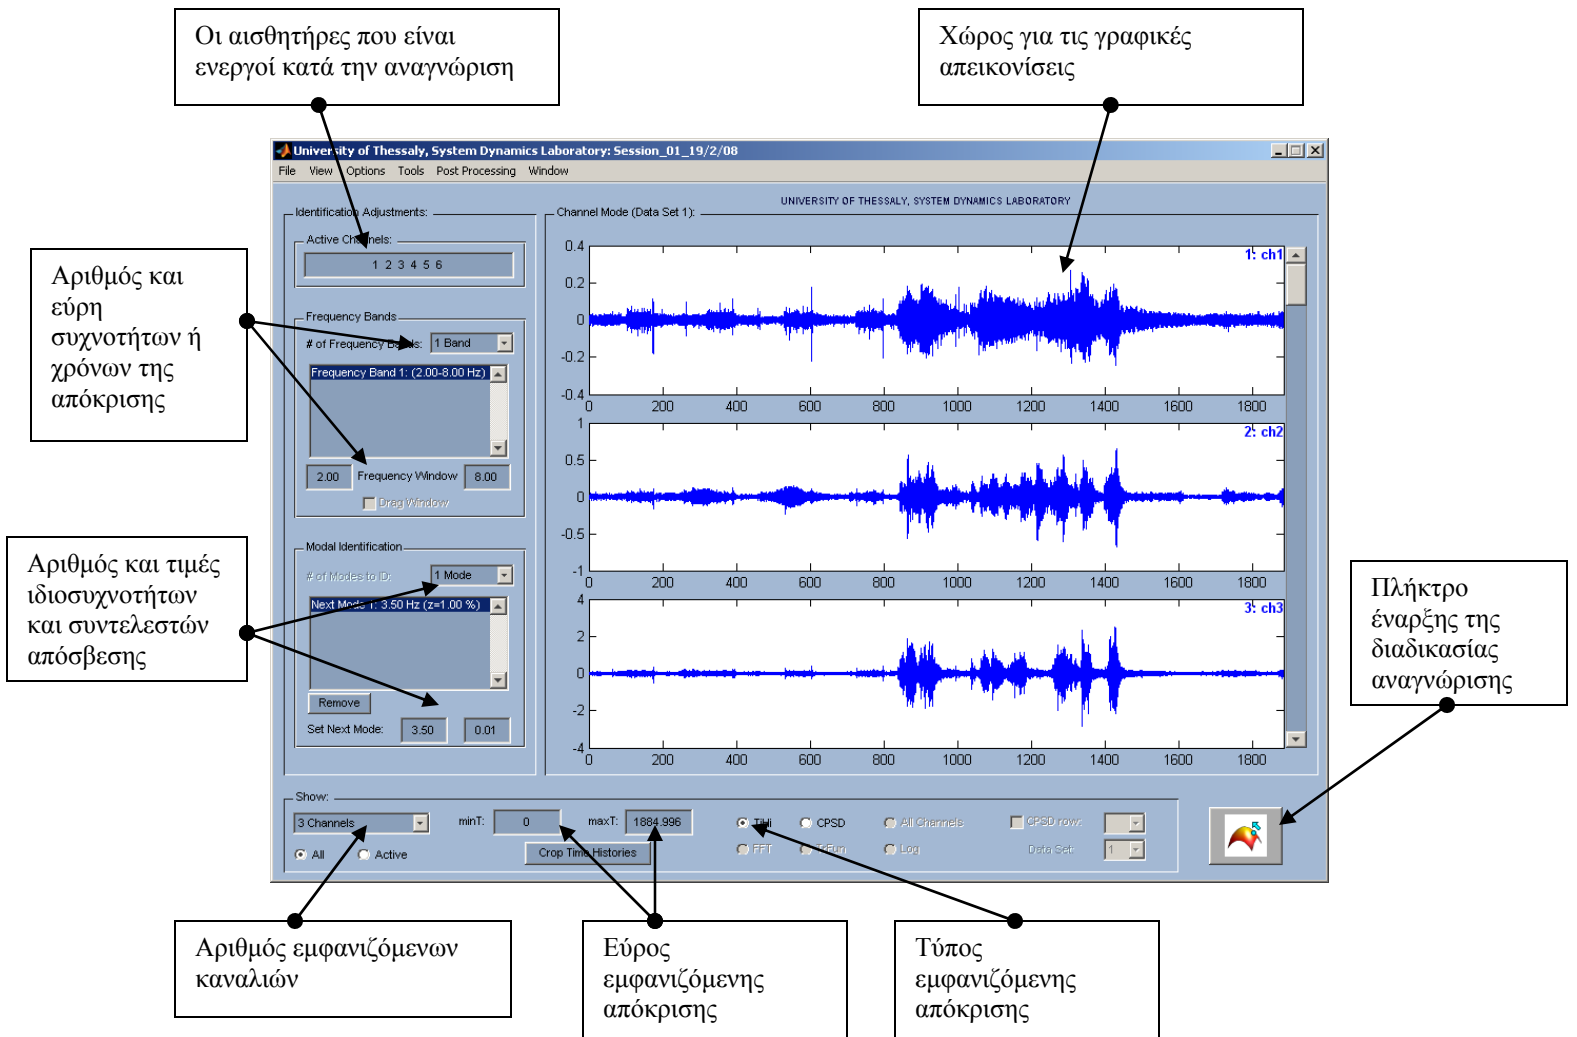 Οι αισθητήρες που είναι
ενεργοί κατά την αναγνώριση
Χώρος για τις γραφικές
απεικονίσεις
University of Thessaly, System Dynamics Laboratory: Session_01_19/2/08
File View Options Tools Post Processing Window
UNIVERSITY OF THESSALY, SYSTEM DYNAMICS LABORATORY
Identification Adjustments:
Active Channels:
1 2 3 4 5 6
Αριθμός και
εύρη
συχνοτήτων ή
χρόνων της
απόκρισης
Frequency Bands
# of Frequency Bands: 1 Band
Frequency Band 1: (2.00-8.00 Hz)
2.00 Frequency Window 8.00
Drag Window
Αριθμός και τιμές
ιδιοσυχνοτήτων
και συντελεστών
απόσβεσης
Modal Identification
# of Modes to ID: 1 Mode
Next Mode 1: 3.50 Hz (z=1.00 %)
Remove
Set Next Mode: 3.50 0.01
Channel Mode (Data Set 1):
1: ch1
0.4
0.2
0
-0.2
-0.4
0 200 400 600 800 1000 1200 1400 1600 1800
2: ch2
1
0.5
0
-0.5
-1
0 200 400 600 800 1000 1200 1400 1600 1800
3: ch3
4
2
0
-2
-4
0 200 400 600 800 1000 1200 1400 1600 1800
Πλήκτρο
έναρξης της
διαδικασίας
αναγνώρισης
Show:
3 Channels minT: 0 maxT: 1884.996 TiHi CPSD All Channels CPSD row:
All Active Crop Time Histories FFT TrFun Log Data Set: 1
Αριθμός εμφανιζόμενων
καναλιών
Εύρος
εμφανιζόμενης
απόκρισης
Τύπος
εμφανιζόμενης
απόκρισης